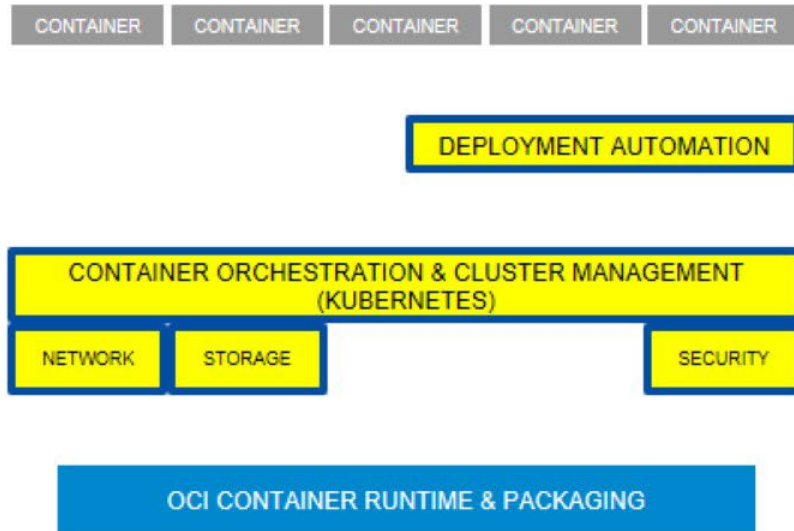 CONTAINER CONTAINER CONTAINER CONTAINER CONTAINER
DEPLOYMENT AUTOMATION
CONTAINER ORCHESTRATION & CLUSTER MANAGEMENT
(KUBERNETES)
NETWORK STORAGE SECURITY
OCI CONTAINER RUNTIME & PACKAGING